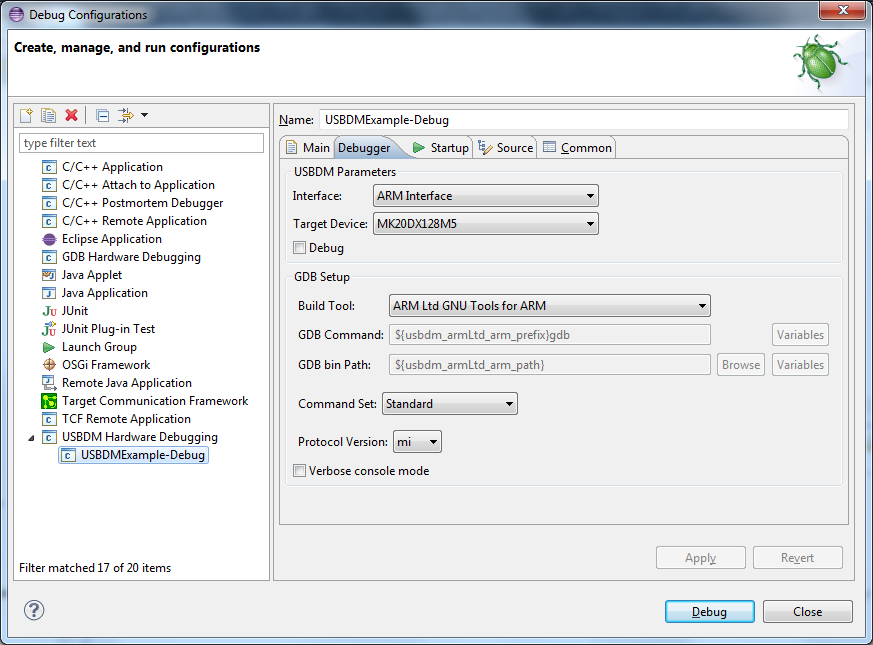 Debug Configurations
Create, manage, and run configurations
type filter text
C/C++ Application
C/C++ Attach to Application
C/C++ Postmortem Debugger
C/C++ Remote Application
Eclipse Application
GDB Hardware Debugging
Java Applet
Java Application
JUnit
JUnit Plug-in Test
Launch Group
OSGi Framework
Remote Java Application
Target Communication Framework
TCF Remote Application
USBDM Hardware Debugging
USBDMExample-Debug
Filter matched 17 of 20 items
Name: USBDMExample-Debug
Main Debugger Startup Source Common
USBDM Parameters
Interface: ARM Interface
Target Device: MK20DX128M5
Debug
GDB Setup
Build Tool: ARM Ltd GNU Tools for ARM
GDB Command: ${usbdm_armLtd_arm_prefix}gdb Variables
GDB bin Path: ${usbdm_armLtd_arm_path} Browse Variables
Command Set: Standard
Protocol Version: mi
Verbose console mode
Apply Revert
Debug Close